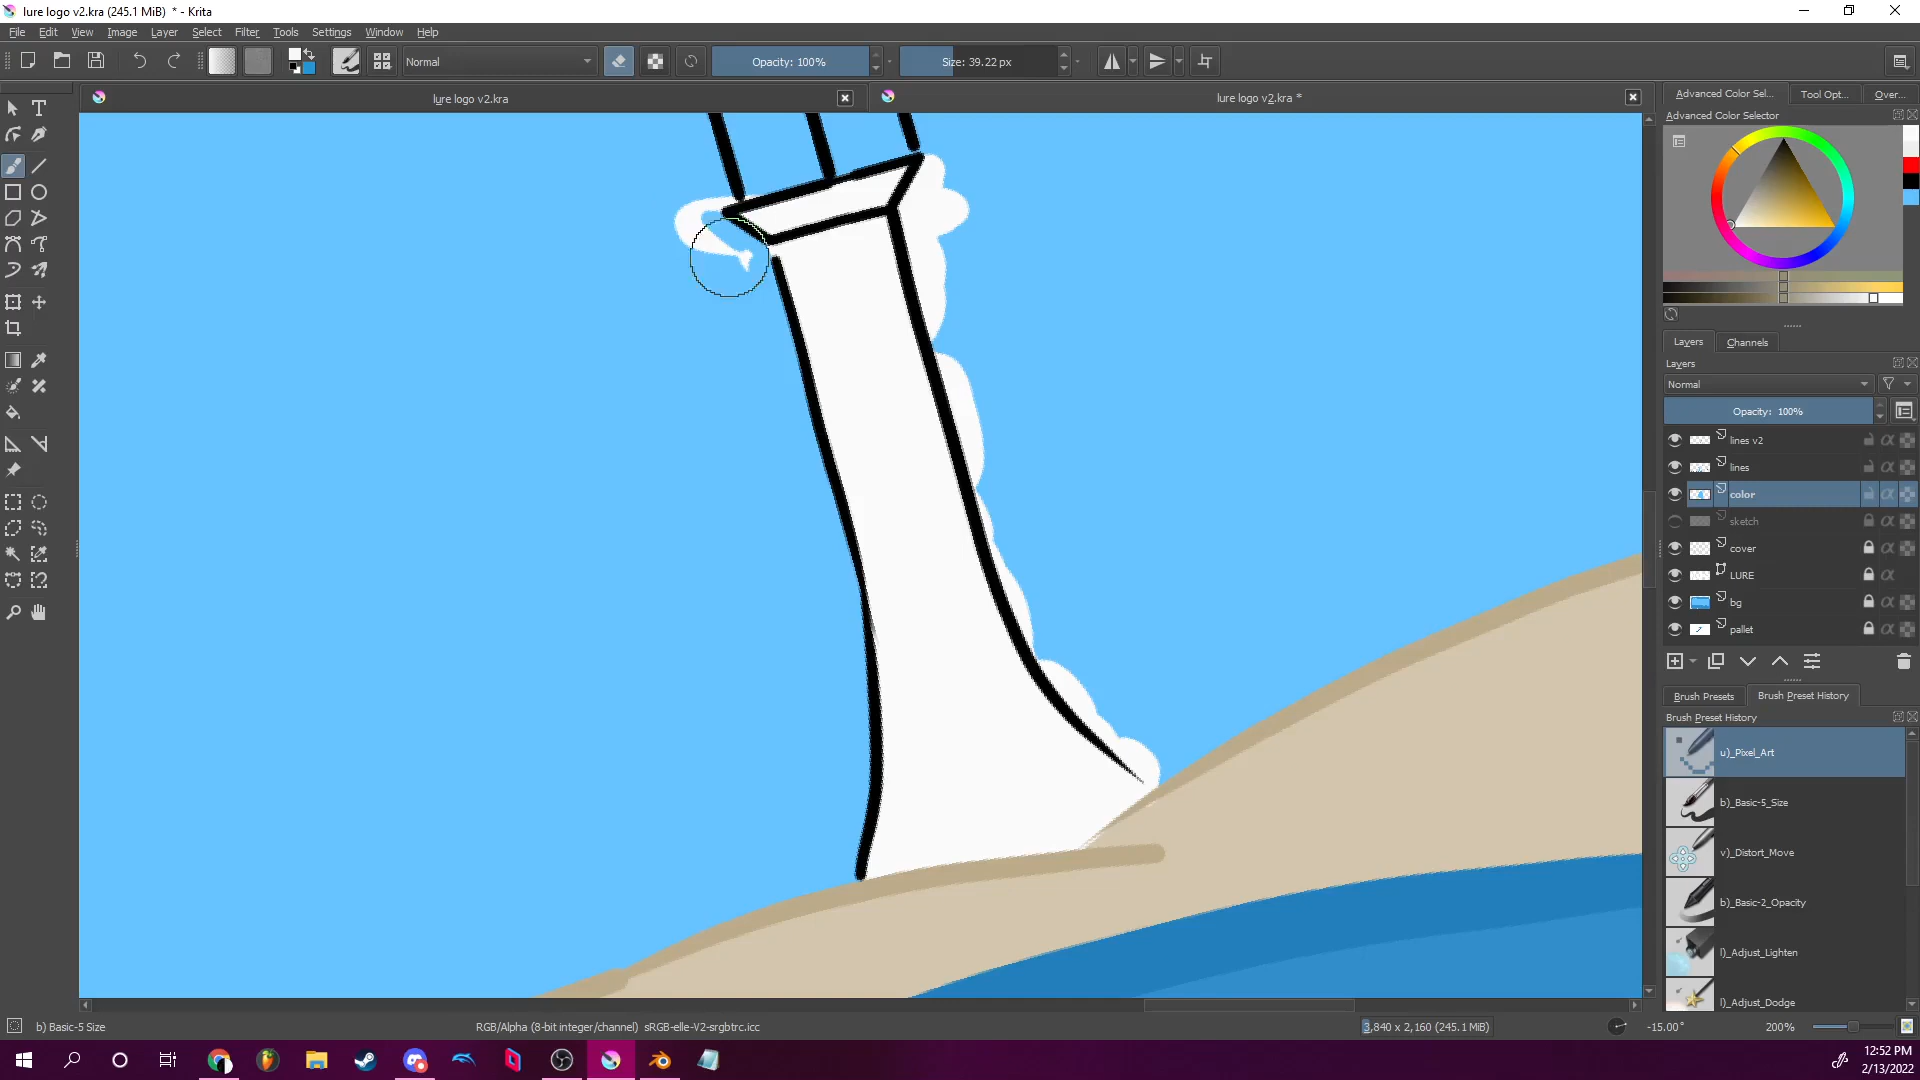 lure logo v2.kra (245.1 MiB) * - Krita
File Edit View Image Layer Select Filter Tools Settings Window Help
Normal
Opacity: 100%
Size: 39.22 px
lure logo v2.kra
lure logo v2.kra *
Advanced Color Sel...
Tool Opt...
Over...
Advanced Color Selector
Layers
Channels
Layers
Normal
Opacity: 100%
lines v2
lines
color
sketch
cover
LURE
bg
pallet
Brush Presets
Brush Preset History
Brush Preset History
u)_Pixel_Art
b)_Basic-5_Size
v)_Distort_Move
b)_Basic-2_Opacity
l)_Adjust_Lighten
l)_Adjust_Dodge
b) Basic-5 Size
RGB/Alpha (8-bit integer/channel) sRGB-elle-V2-srgbtrc.icc
3,840 x 2,160 (245.1 MiB)
-15.00°
200%
12:52 PM
2/13/2022